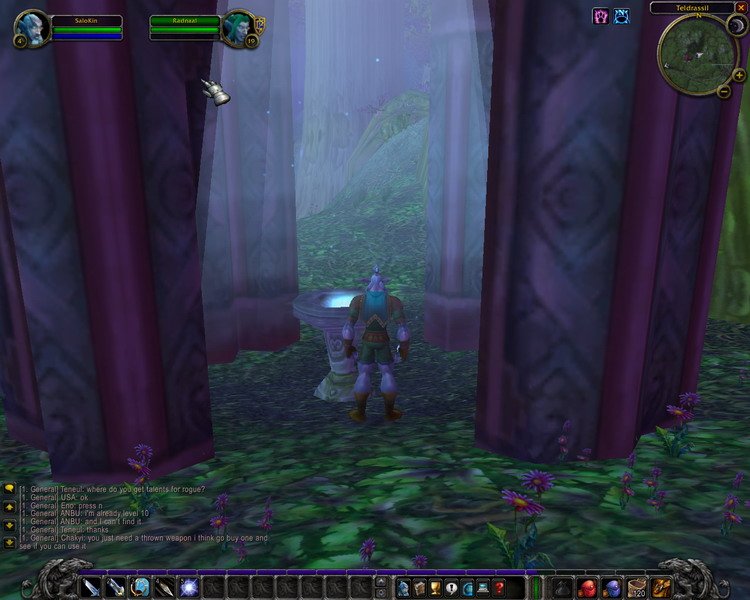 SaloKin
Rednaxl
Teldrassil
N
19
[1. General] Teneul: where do you get talents for rogue?
[1. General] USA: ok
[1. General] Eno: press n
[1. General] ANBU: I'm already level 10
[1. General] ANBU: and I can't find it
[1. General] Teneul: thanks
[1. General] Chakyi: you just need a thrown weapon i think go buy one and
see if you can use it
120